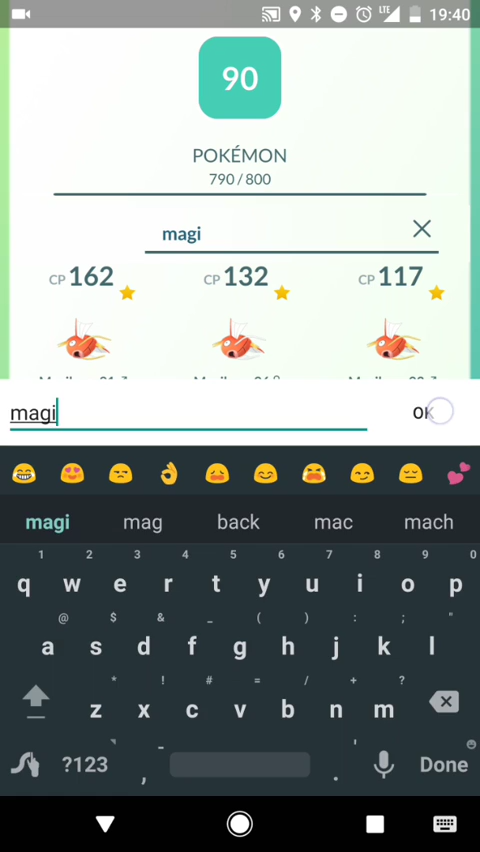 LTE 19:40
90
POKÉMON
790 / 800
magi
CP 162 CP 132 CP 117
magi OK
magi mag back mac mach
1 2 3 4 5 6 7 8 9 0
q w e r t y u i o p
@ $ & _ ( ) : ; "
a s d f g h j k l
* ! # = / + ?
z x c v b n m
?123 , . Done